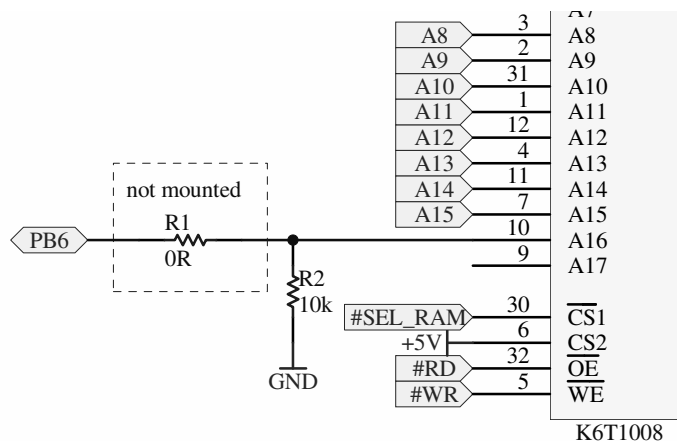 A7
A8 3 A8
A9 2 A9
A10 31 A10
A11 1 A11
A12 12 A12
A13 4 A13
A14 11 A14
A15 7 A15
not mounted
R1
PB6 10 A16
0R
9 A17
R2
10k
#SEL_RAM 30 CS1
+5V 6 CS2
#RD 32 OE
GND
#WR 5 WE
K6T1008